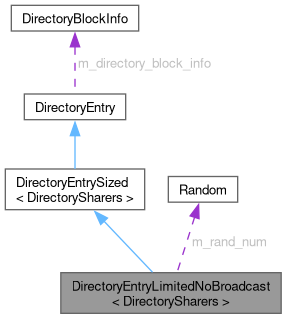 DirectoryBlockInfo
m_directory_block_info
DirectoryEntry
DirectoryEntrySized
< DirectorySharers >
Random
m_rand_num
DirectoryEntryLimitedNoBroadcast
< DirectorySharers >